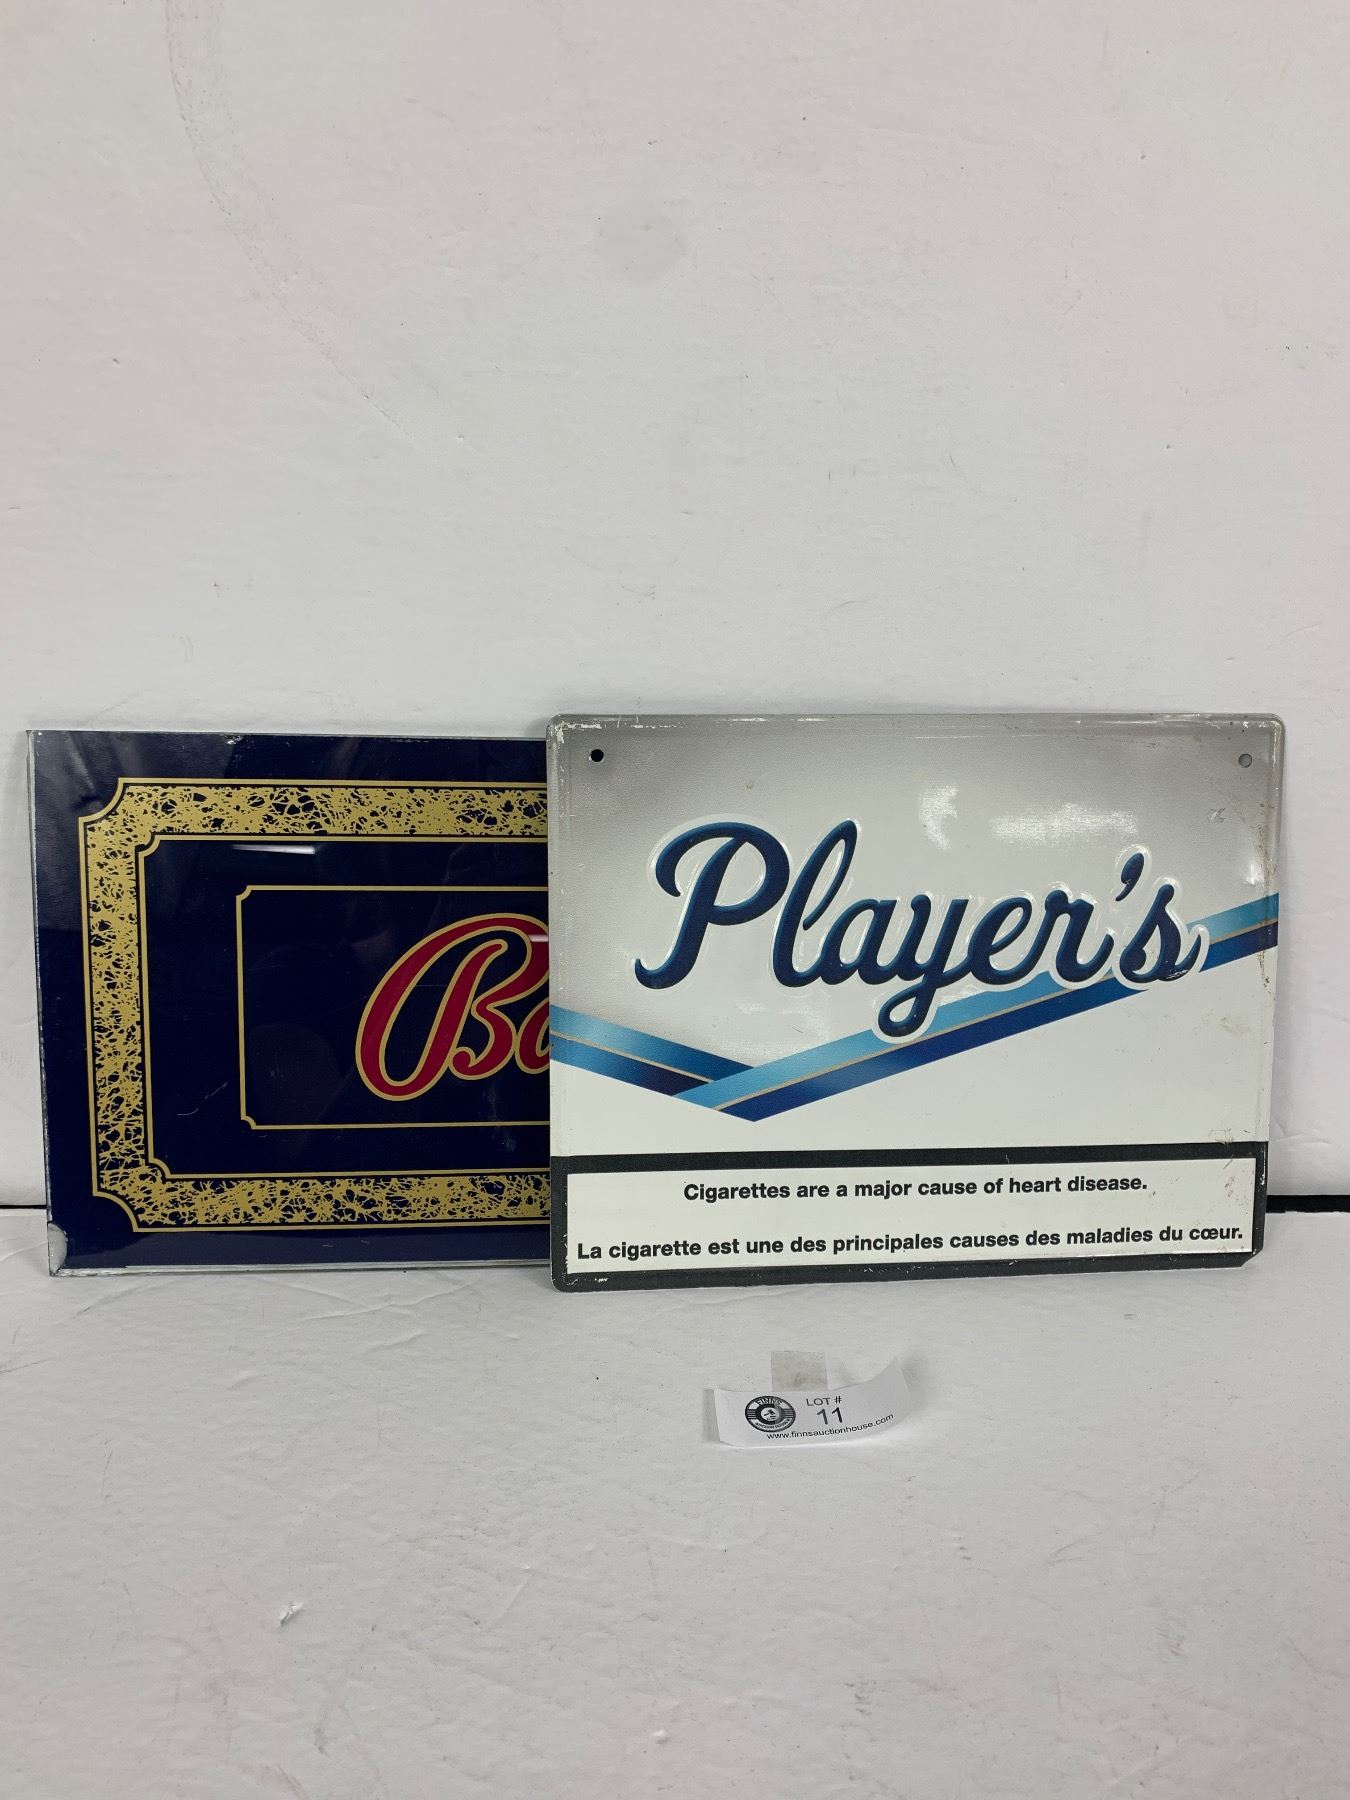 Ba
Player's
Cigarettes are a major cause of heart disease.
La cigarette est une des principales causes des maladies du cœur.
LOT #
11
www.finnsauctionhouse.com